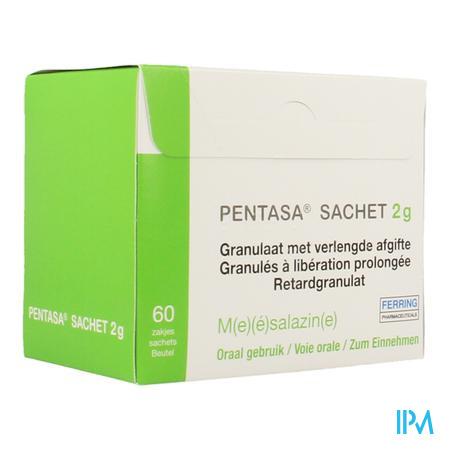 PENTASA® SACHET 2g
Granulaat met verlengde afgifte
Granulés à libération prolongée
Retardgranulat
FERRING
PHARMACEUTICALS
M(e)(é)salazin(e)
Oraal gebruik / Voie orale / Zum Einnehmen
PENTASA® SACHET 2g
60
zakjes
sachets
Beutel
IPM